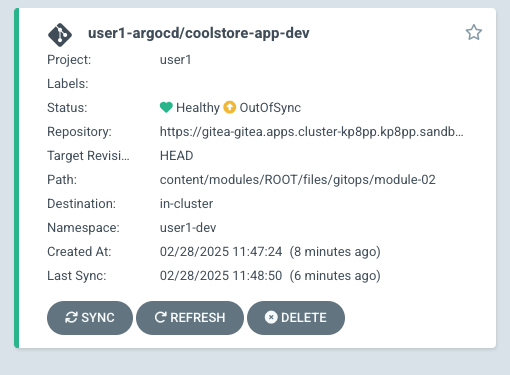 user1-argocd/coolstore-app-dev
Project: user1
Labels:
Status: Healthy OutOfSync
Repository: https://gitea-gitea.apps.cluster-kp8pp.kp8pp.sandb...
Target Revisi... HEAD
Path: content/modules/ROOT/files/gitops/module-02
Destination: in-cluster
Namespace: user1-dev
Created At: 02/28/2025 11:47:24 (8 minutes ago)
Last Sync: 02/28/2025 11:48:50 (6 minutes ago)
SYNC REFRESH DELETE